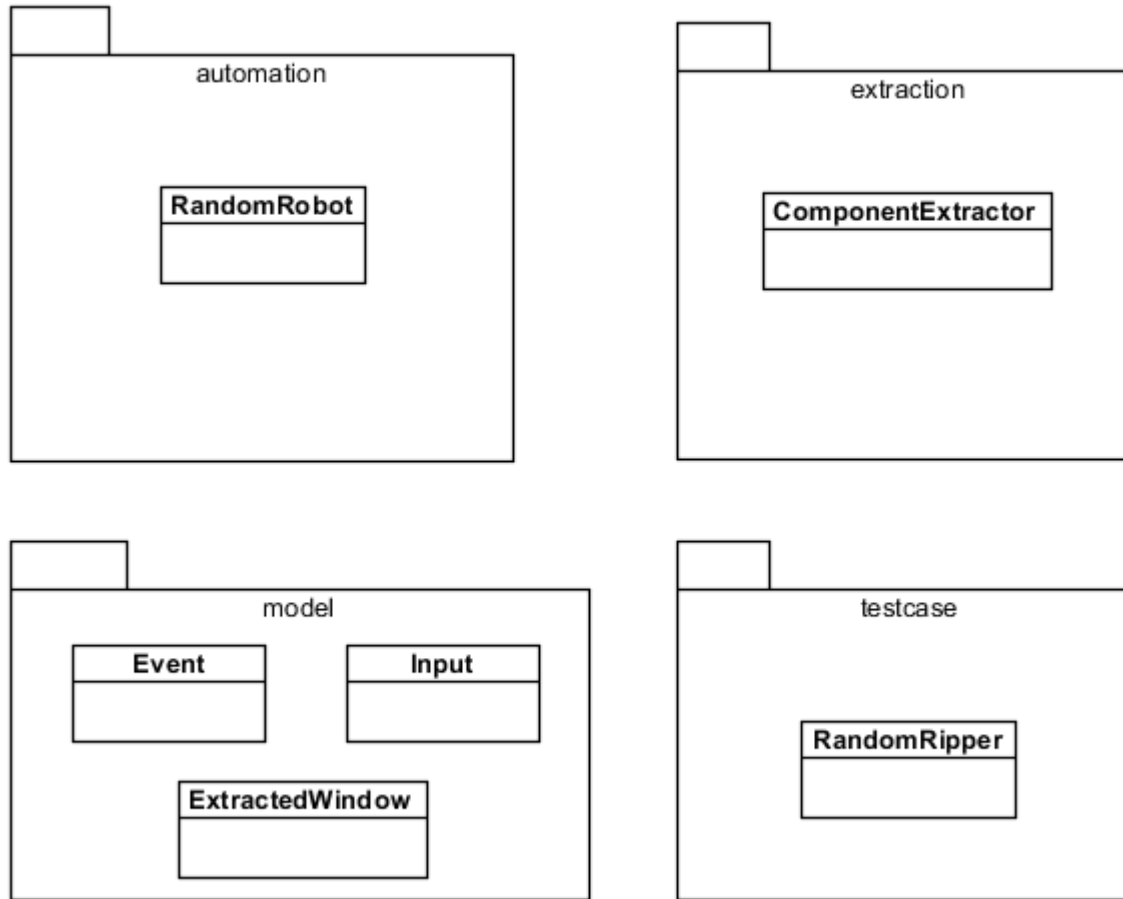 automation
RandomRobot
extraction
ComponentExtractor
model
Event
Input
ExtractedWindow
testcase
RandomRipper